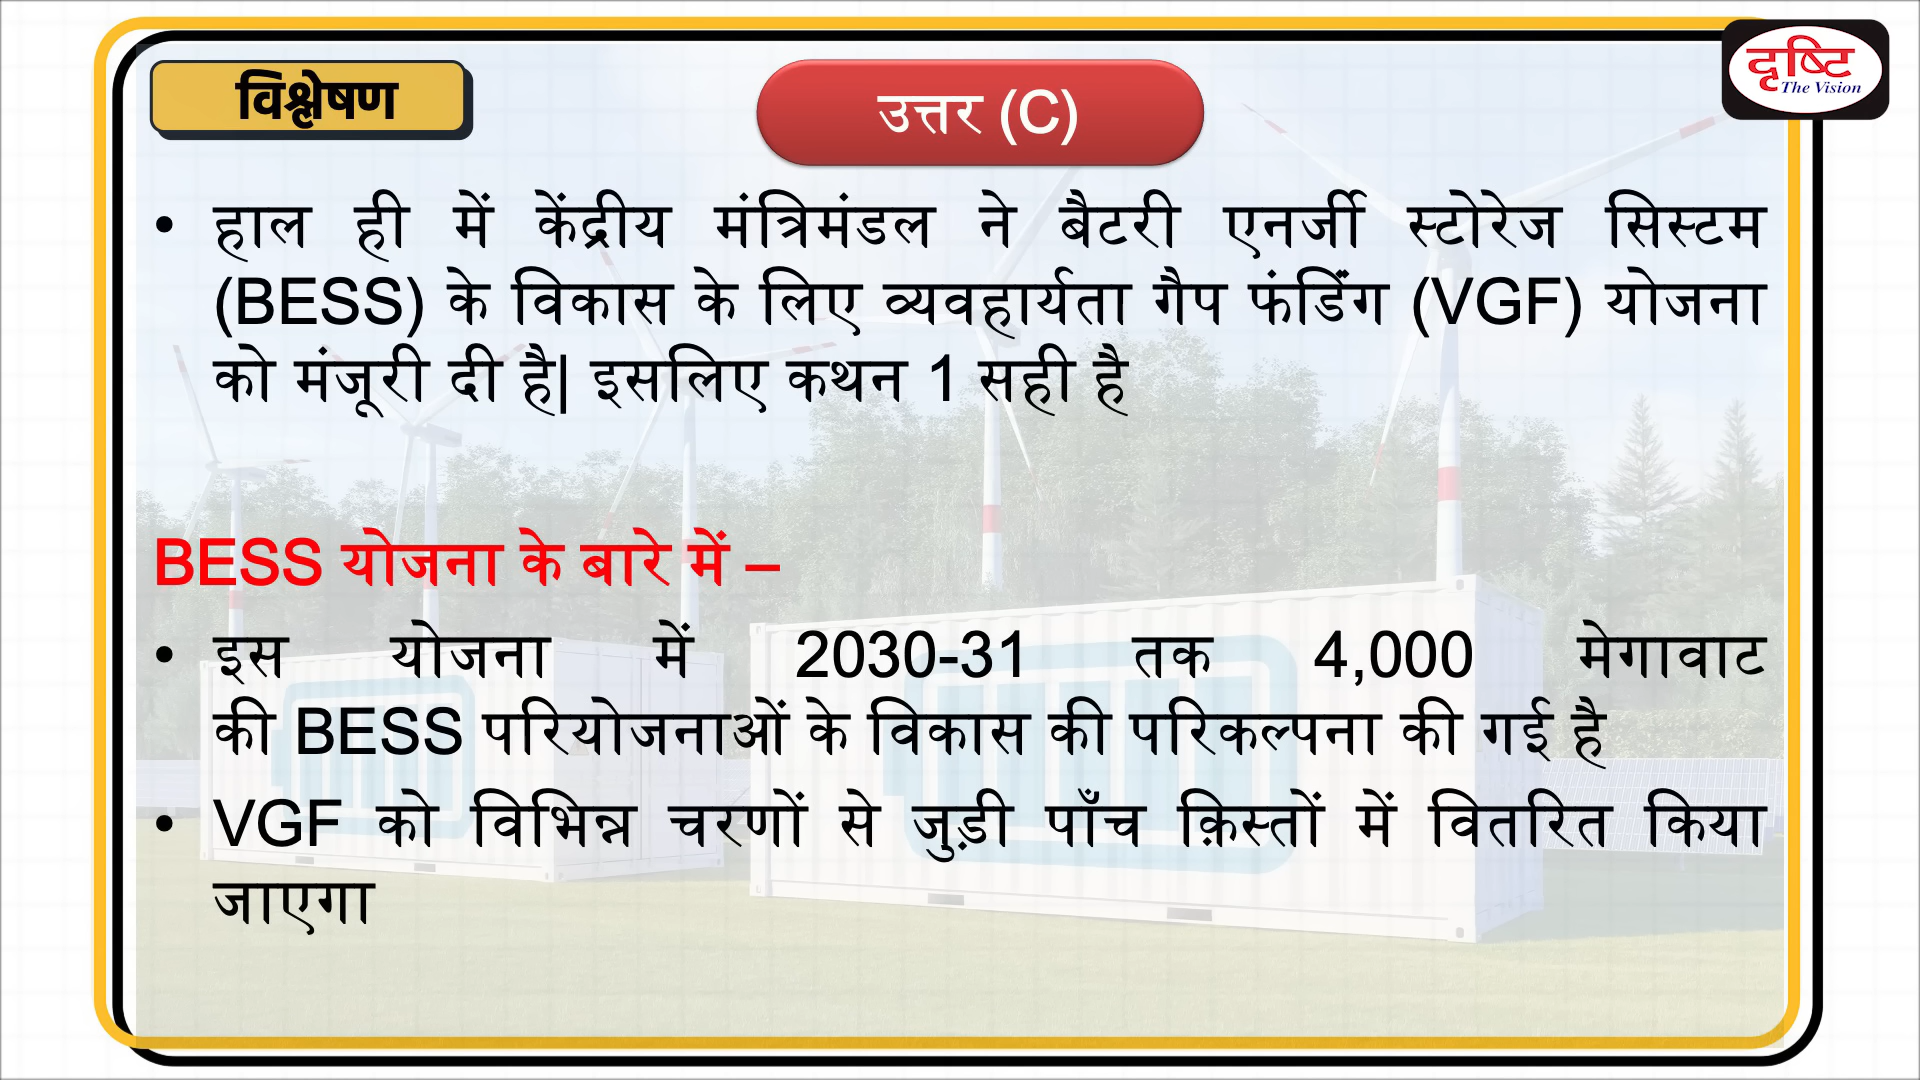 विश्लेषण
उत्तर (C)
दृष्टि
The Vision
• हाल ही में केंद्रीय मंत्रिमंडल ने बैटरी एनर्जी स्टोरेज सिस्टम
(BESS) के विकास के लिए व्यवहार्यता गैप फंडिंग (VGF) योजना
को मंजूरी दी है| इसलिए कथन 1 सही है
BESS योजना के बारे में –
• इस योजना में 2030-31 तक 4,000 मेगावाट
की BESS परियोजनाओं के विकास की परिकल्पना की गई है
• VGF को विभिन्न चरणों से जुड़ी पाँच क़िस्तों में वितरित किया
जाएगा